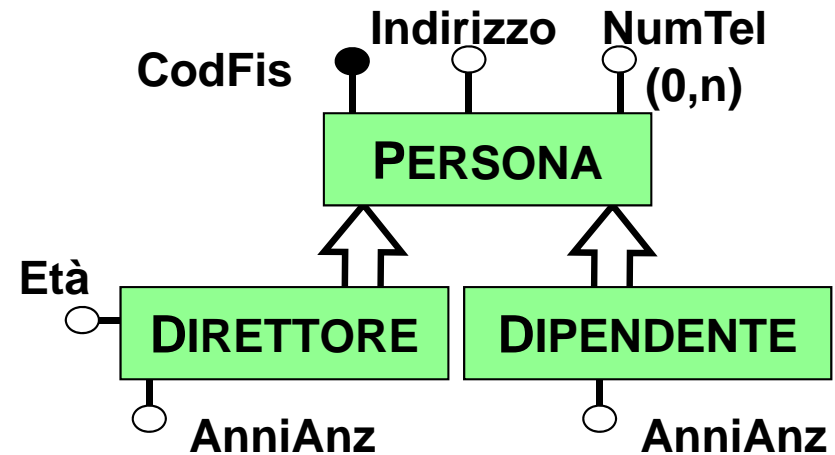 Indirizzo NumTel
CodFis (0,n)
PERSONA
Età
DIRETTORE DIPENDENTE
AnniAnz AnniAnz